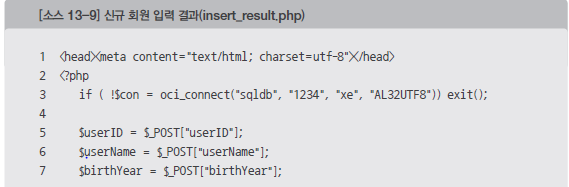 [소스 13-9] 신규 회원 입력 결과(insert_result.php)
1 <head><meta content="text/html; charset=utf-8"></head>
2 <?php
3 if ( !$con = oci_connect("sqldb", "1234", "xe", "AL32UTF8")) exit();
4
5 $userID = $_POST["userID"];
6 $userName = $_POST["userName"];
7 $birthYear = $_POST["birthYear"];